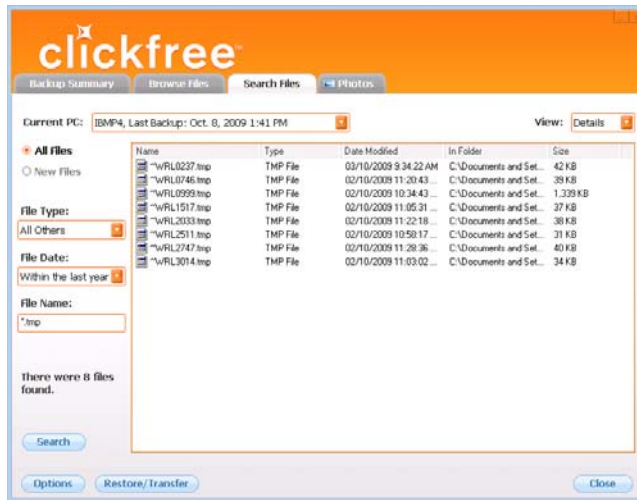 clickfree
Backup Summary Browse Files Search Files Photos
Current PC: IBMP4, Last Backup: Oct. 8, 2009 1:41 PM View: Details
All Files
New Files
File Type:
All Others
File Date:
Within the last year
File Name:
*.tmp
There were 8 files
found.
Search
Name Type Date Modified In Folder Size
~WRL0237.tmp TMP File 03/10/2009 9:34:22 AM C:\Documents and Set... 42 KB
~WRL0746.tmp TMP File 02/10/2009 11:20:43 ... C:\Documents and Set... 39 KB
~WRL0999.tmp TMP File 02/10/2009 10:34:43 ... C:\Documents and Set... 1,339 KB
~WRL1517.tmp TMP File 02/10/2009 11:05:31 ... C:\Documents and Set... 37 KB
~WRL2033.tmp TMP File 02/10/2009 11:22:18 ... C:\Documents and Set... 38 KB
~WRL2511.tmp TMP File 02/10/2009 10:58:17 ... C:\Documents and Set... 31 KB
~WRL2747.tmp TMP File 02/10/2009 11:28:36 ... C:\Documents and Set... 40 KB
~WRL3014.tmp TMP File 02/10/2009 11:03:02 ... C:\Documents and Set... 34 KB
Options Restore/Transfer Close